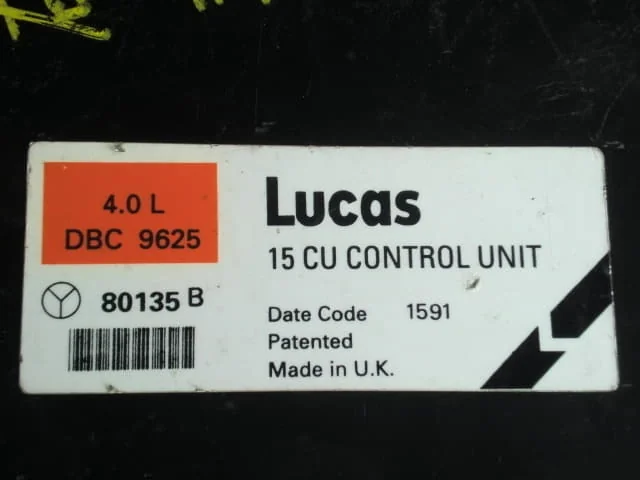 4.0 L
DBC 9625
80135 B
Lucas
15 CU CONTROL UNIT
Date Code 1591
Patented
Made in U.K.